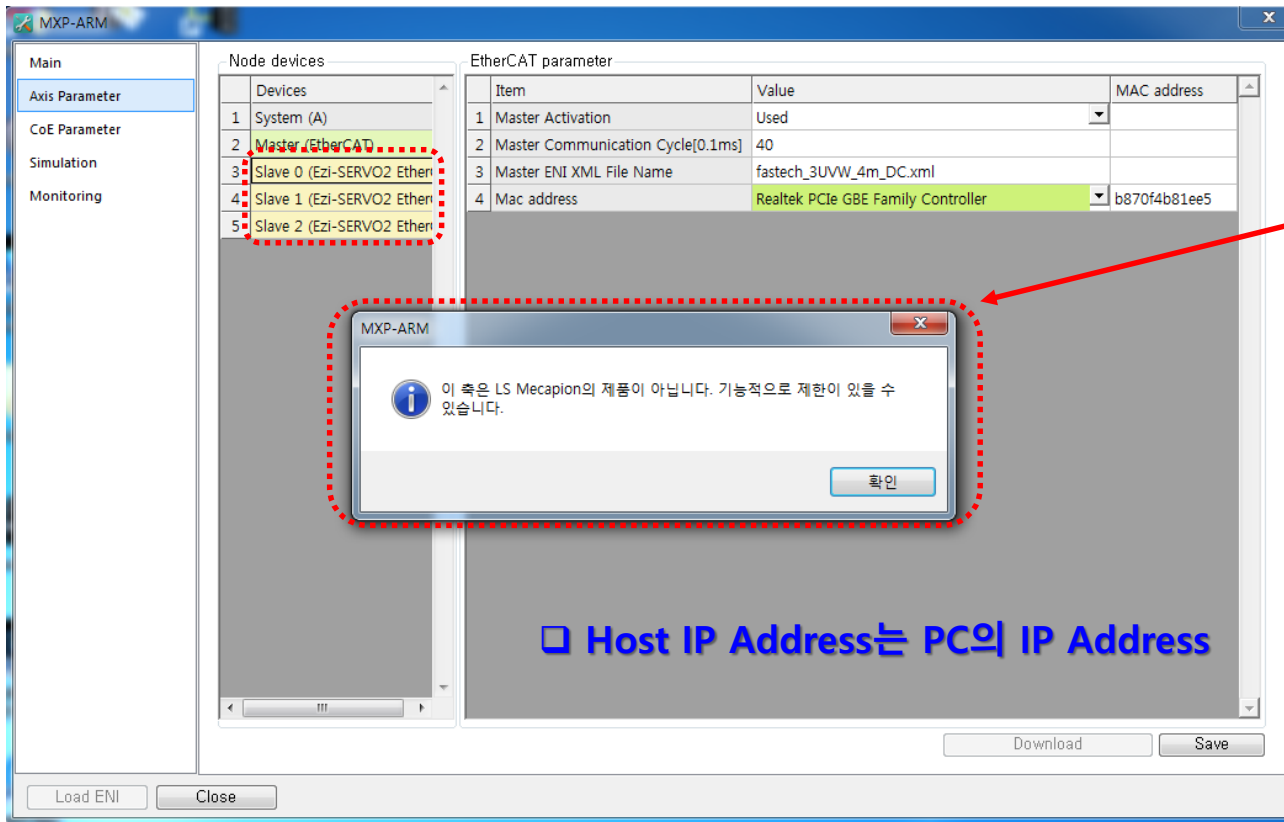 MXP-ARM
Main
Axis Parameter
CoE Parameter
Simulation
Monitoring
Node devices
Devices
1 System (A)
2 Master (EtherCAT)
3 Slave 0 (Ezi-SERVO2 Ether
4 Slave 1 (Ezi-SERVO2 Ether
5 Slave 2 (Ezi-SERVO2 Ether
EtherCAT parameter
Item Value MAC address
1 Master Activation Used
2 Master Communication Cycle[0.1ms] 40
3 Master ENI XML File Name fastech_3UVW_4m_DC.xml
4 Mac address Realtek PCIe GBE Family Controller b870f4b81ee5
MXP-ARM
이 축은 LS Mecapion의 제품이 아닙니다. 기능적으로 제한이 있을 수
있습니다.
확인
❑ Host IP Address는 PC의 IP Address
Download Save
Load ENI Close